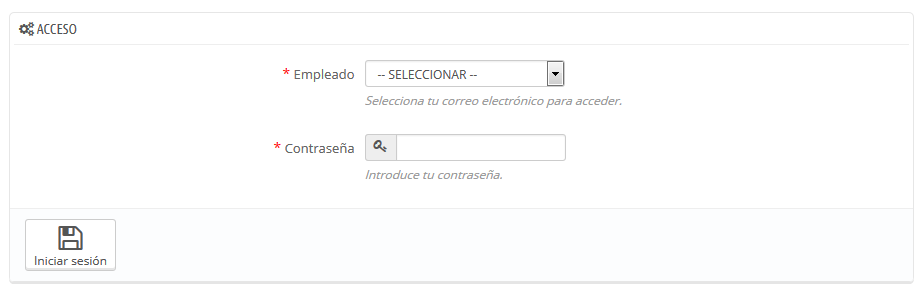 ACCESO
* Empleado
-- SELECCIONAR --
Selecciona tu correo electrónico para acceder.
* Contraseña
Introduce tu contraseña.
Iniciar sesión